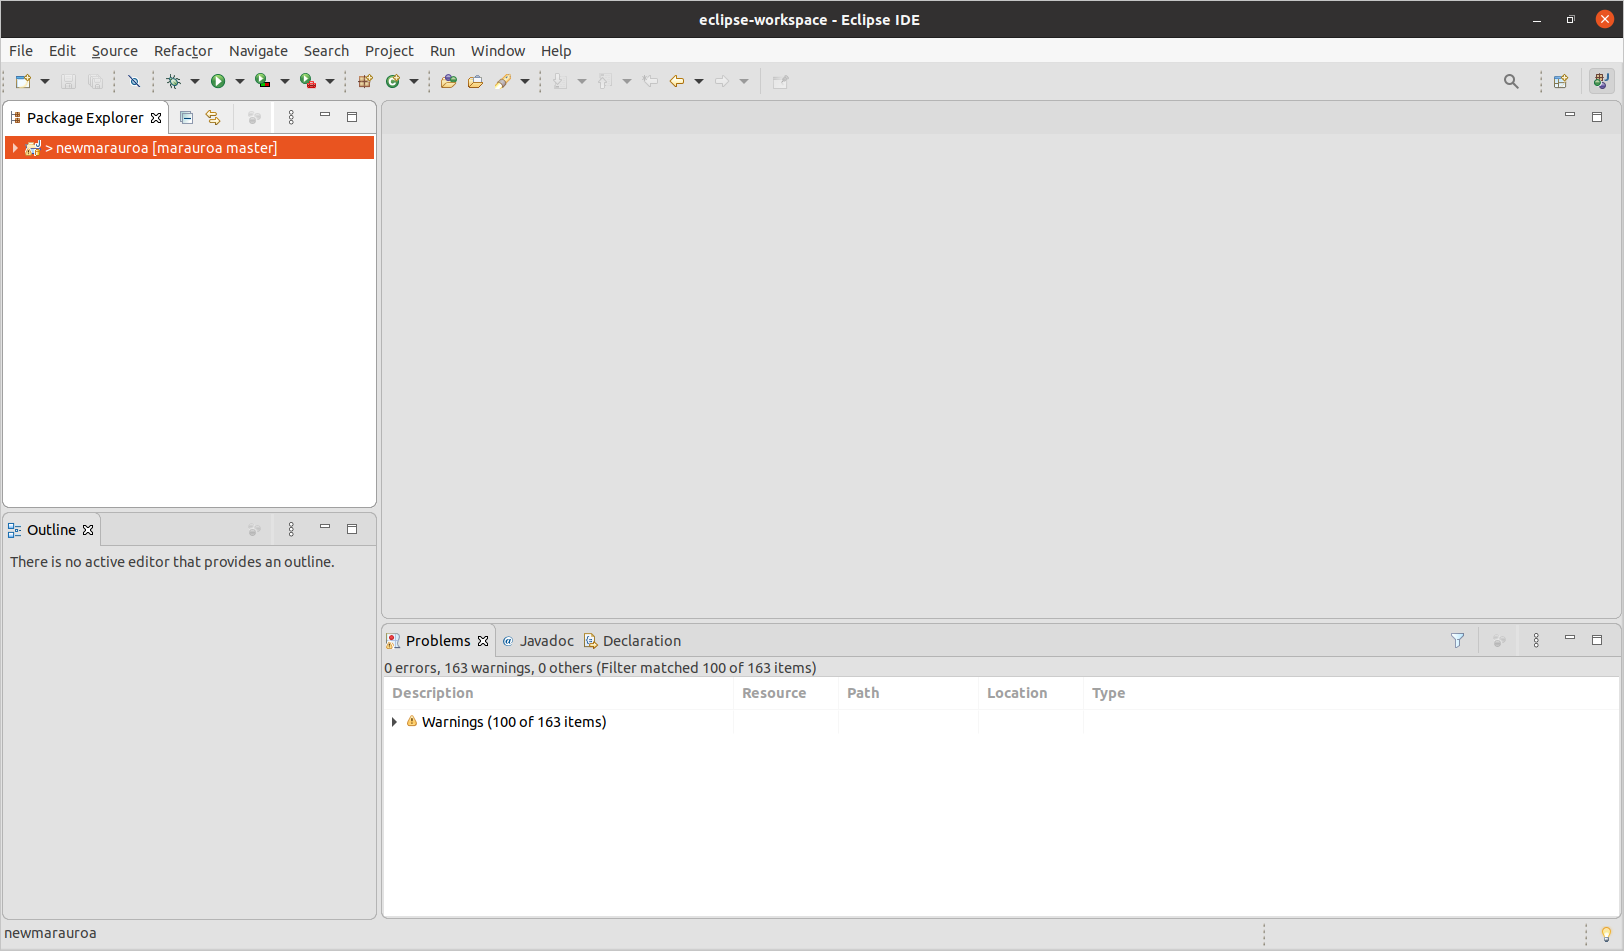 eclipse-workspace - Eclipse IDE
File Edit Source Refactor Navigate Search Project Run Window Help
Package Explorer
> newmarauroa [marauroa master]
Outline
There is no active editor that provides an outline.
Problems @ Javadoc Declaration
0 errors, 163 warnings, 0 others (Filter matched 100 of 163 items)
Description Resource Path Location Type
Warnings (100 of 163 items)
newmarauroa